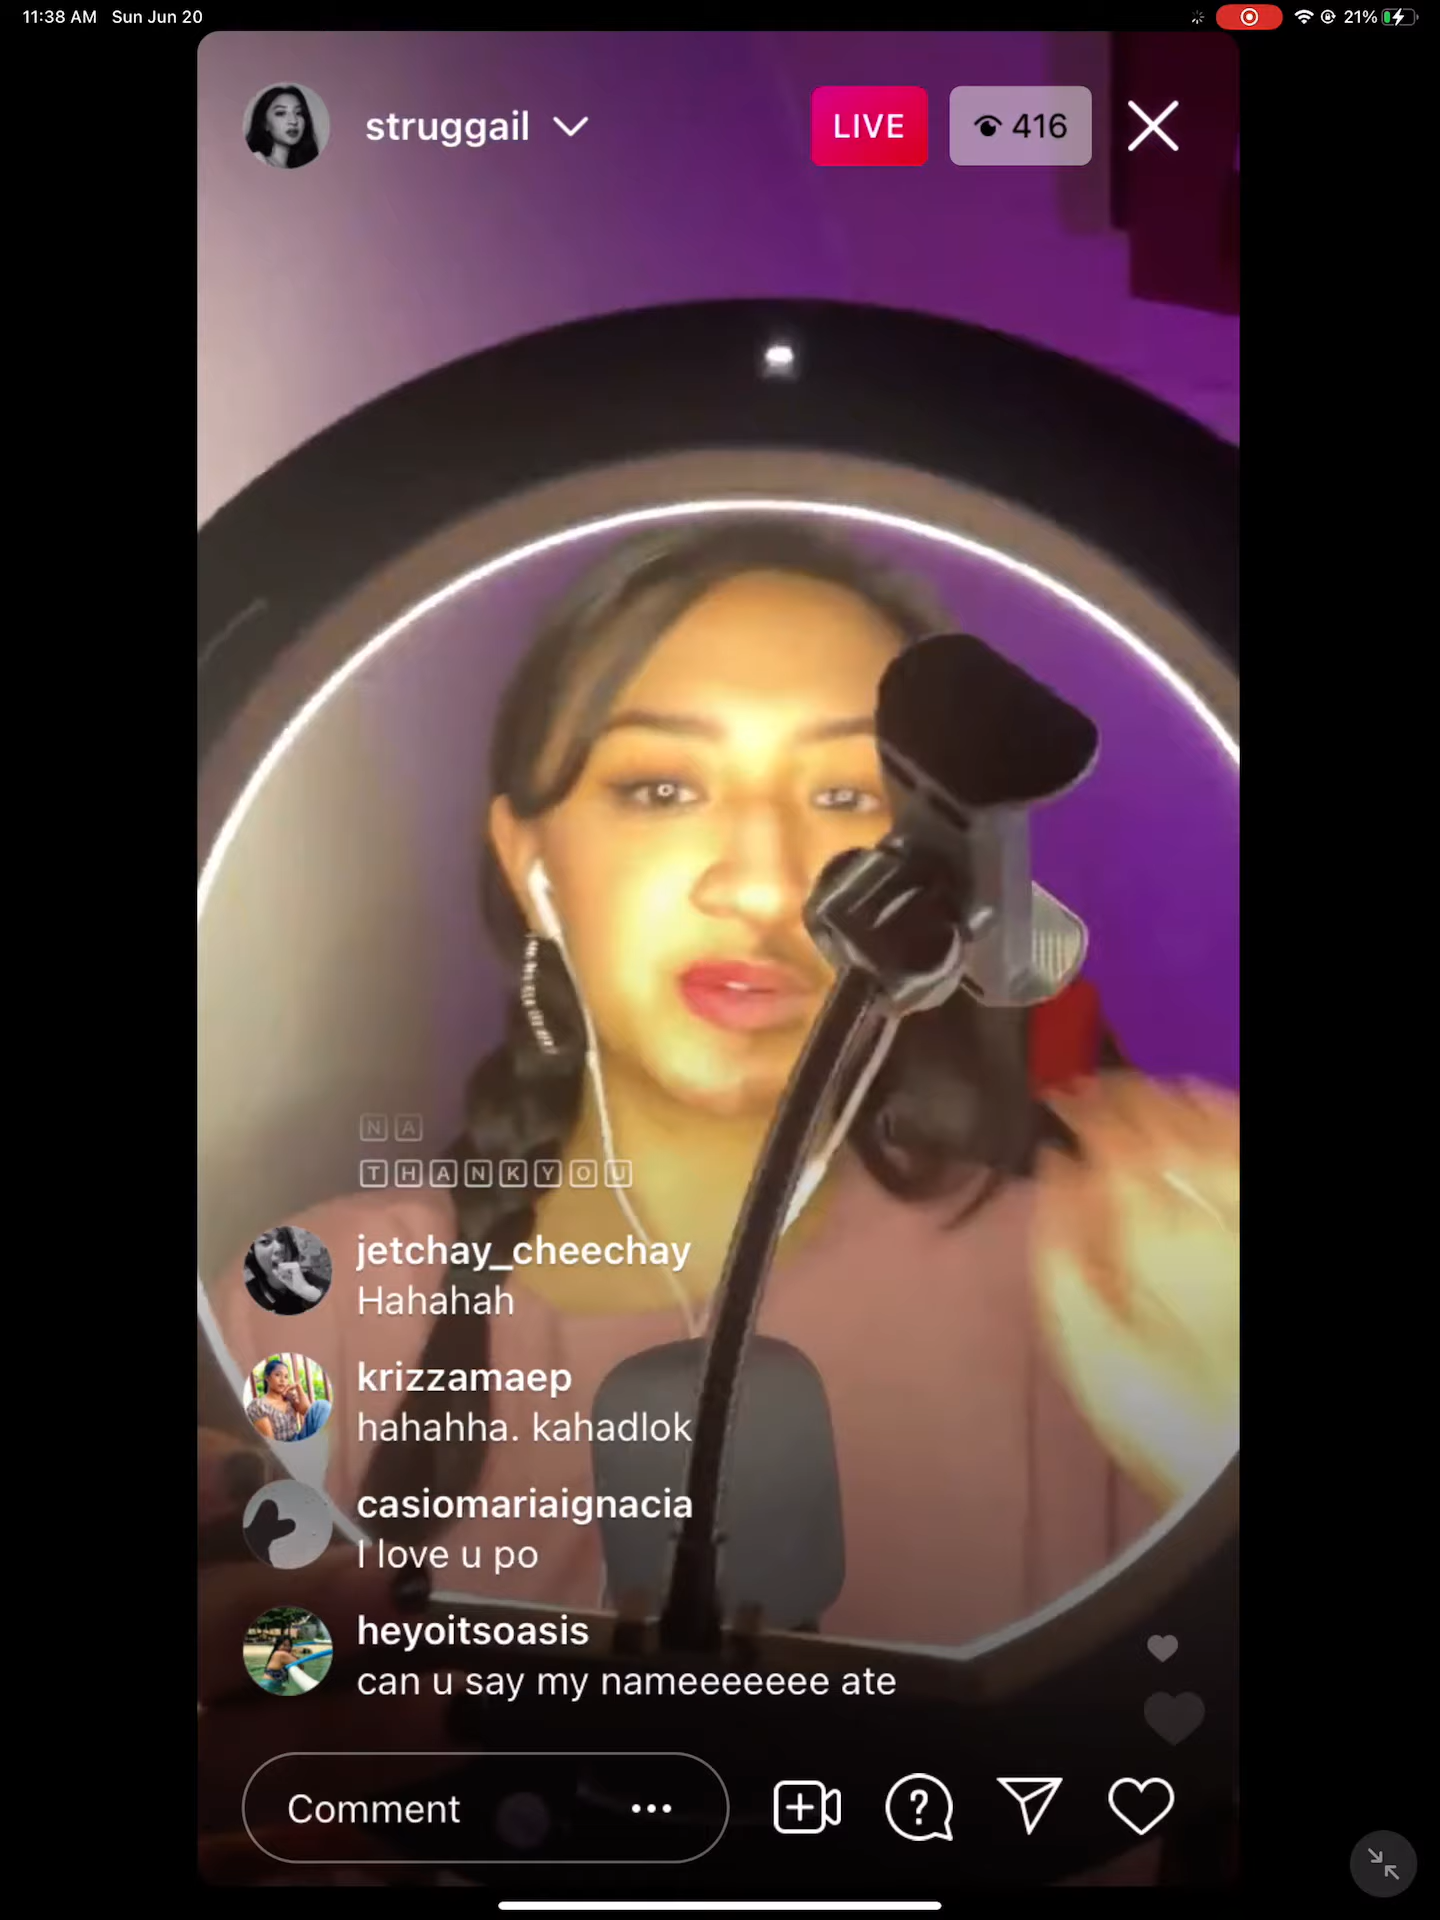 11:38 AM Sun Jun 20
21%
struggail
LIVE
416
NA
THANKYOU
jetchay_cheechay
Hahahah
krizzamaep
hahahha. kahadlok
casiomariaignacia
I love u po
heyoitsoasis
can u say my nameeeeeee ate
Comment